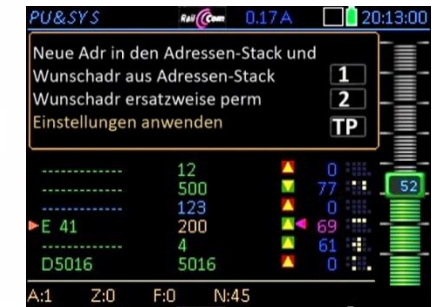 PU&SYS RailCom 0.17 A 20:13:00
Neue Adr in den Adressen-Stack und
Wunschadr aus Adressen-Stack 1
Wunschadr ersatzweise perm 2
Einstellungen anwenden TP
------------ 12 0
------------ 500 77 52
------------ 123 0
E 41 200 69
------------ 4 61
D5016 5016 0
A:1 Z:0 F:0 N:45